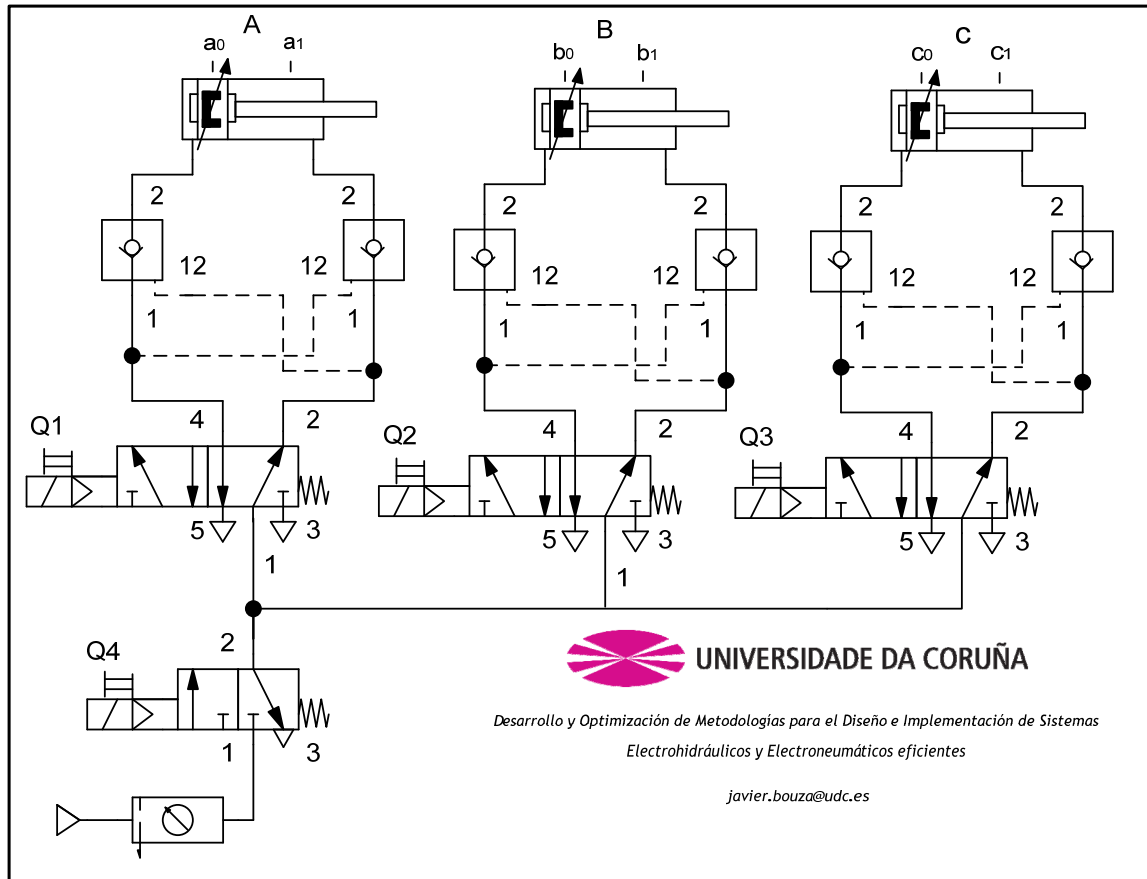 A B C
a0 a1 b0 b1 c0 c1
2 2 2 2 2 2
12 12 12 12 12 12
1 1 1 1 1 1
Q1 4 2 Q2 4 2 Q3 4 2
5 3 5 3 5 3
1 1
2
Q4
1 3
UNIVERSIDADE DA CORUÑA
Desarrollo y Optimización de Metodologías para el Diseño e Implementación de Sistemas
Electrohidráulicos y Electroneumáticos eficientes
javier.bouza@udc.es